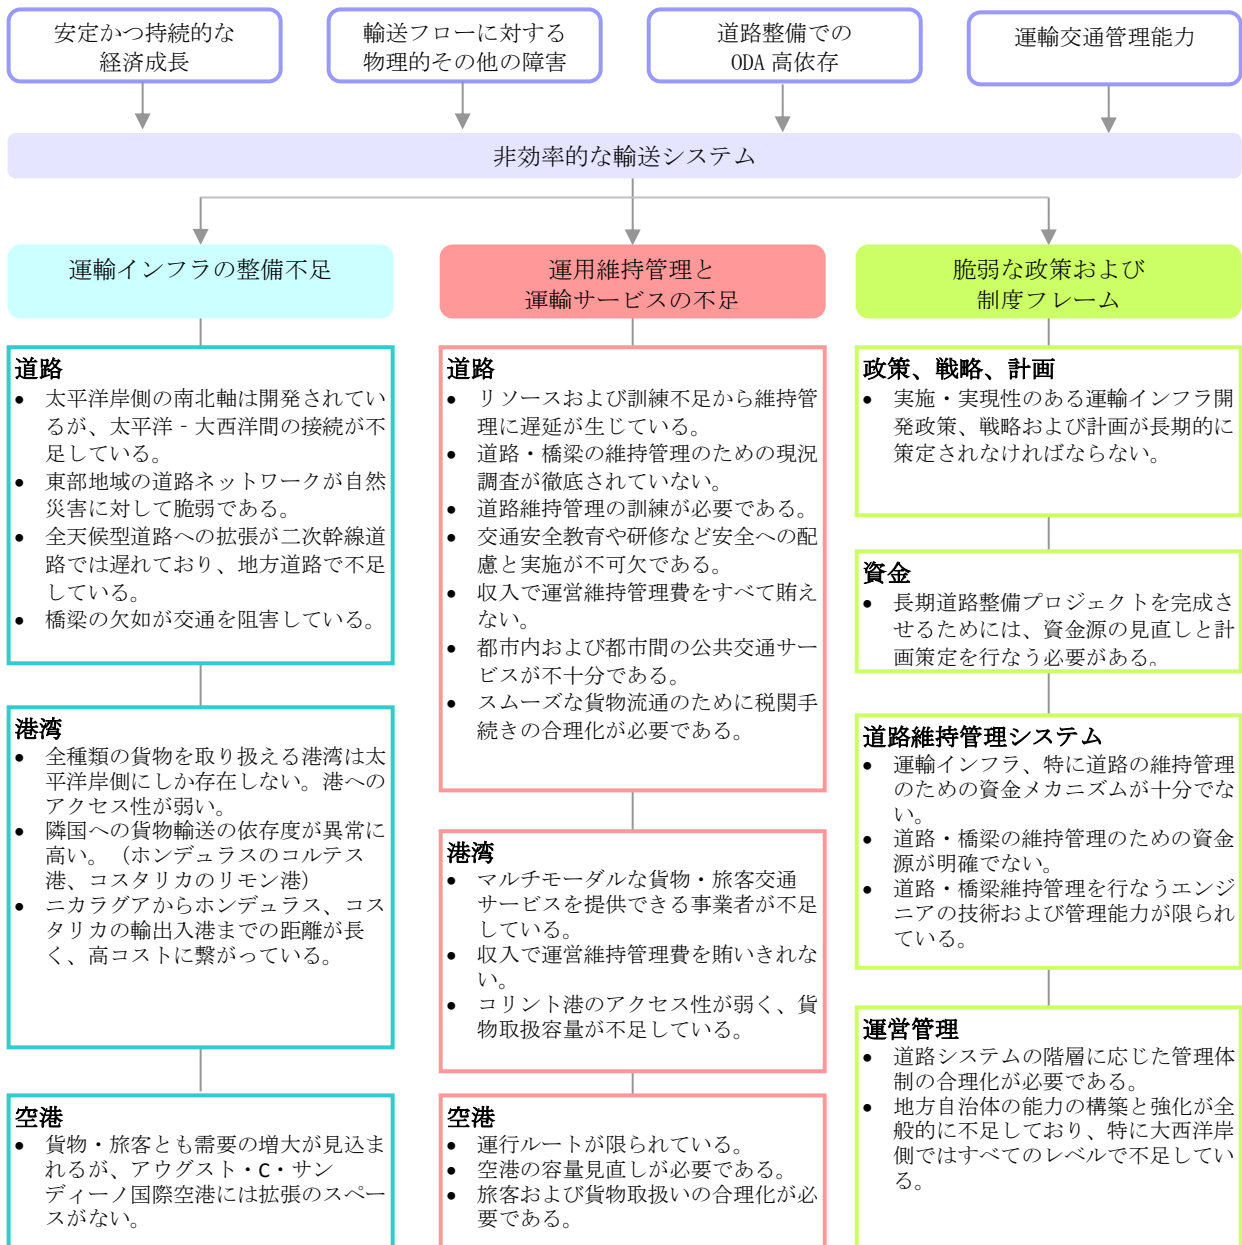 安定かつ持続的な
経済成長
輸送フローに対する
物理的その他の障害
道路整備での
ODA 高依存
運輸交通管理能力
非効率的な輸送システム
運輸インフラの整備不足
運用維持管理と
運輸サービスの不足
脆弱な政策および
制度フレーム
道路
• 太平洋岸側の南北軸は開発されてい
るが、太平洋‐大西洋間の接続が不
足している。
• 東部地域の道路ネットワークが自然
災害に対して脆弱である。
• 全天候型道路への拡張が二次幹線道
路では遅れており、地方道路で不足
している。
• 橋梁の欠如が交通を阻害している。
港湾
• 全種類の貨物を取り扱える港湾は太
平洋岸側にしか存在しない。港への
アクセス性が弱い。
• 隣国への貨物輸送の依存度が異常に
高い。（ホンデュラスのコルテス
港、コスタリカのリモン港）
• ニカラグアからホンデュラス、コス
タリカの輸出入港までの距離が長
く、高コストに繋がっている。
空港
• 貨物・旅客とも需要の増大が見込ま
れるが、アウグスト・C・サン
ディーノ国際空港には拡張のスペー
スがない。
道路
• リソースおよび訓練不足から維持管
理に遅延が生じている。
• 道路・橋梁の維持管理のための現況
調査が徹底されていない。
• 道路維持管理の訓練が必要である。
• 交通安全教育や研修など安全への配
慮と実施が不可欠である。
• 収入で運営維持管理費をすべて賄え
ない。
• 都市内および都市間の公共交通サー
ビスが不十分である。
• スムーズな貨物流通のために税関手
続きの合理化が必要である。
港湾
• マルチモーダルな貨物・旅客交通
サービスを提供できる事業者が不足
している。
• 収入で運営維持管理費を賄いきれな
い。
• コリント港のアクセス性が弱く、貨
物取扱容量が不足している。
空港
• 運行ルートが限られている。
• 空港の容量見直しが必要である。
• 旅客および貨物取扱いの合理化が必
要である。
政策、戦略、計画
• 実施・実現性のある運輸インフラ開
発政策、戦略および計画が長期的に
策定されなければならない。
資金
• 長期道路整備プロジェクトを完成さ
せるためには、資金源の見直しと計
画策定を行なう必要がある。
道路維持管理システム
• 運輸インフラ、特に道路の維持管理
のための資金メカニズムが十分でな
い。
• 道路・橋梁の維持管理のための資金
源が明確でない。
• 道路・橋梁維持管理を行なうエンジ
ニアの技術および管理能力が限られ
ている。
運営管理
• 道路システムの階層に応じた管理体
制の合理化が必要である。
• 地方自治体の能力の構築と強化が全
般的に不足しており、特に大西洋岸
側ではすべてのレベルで不足してい
る。